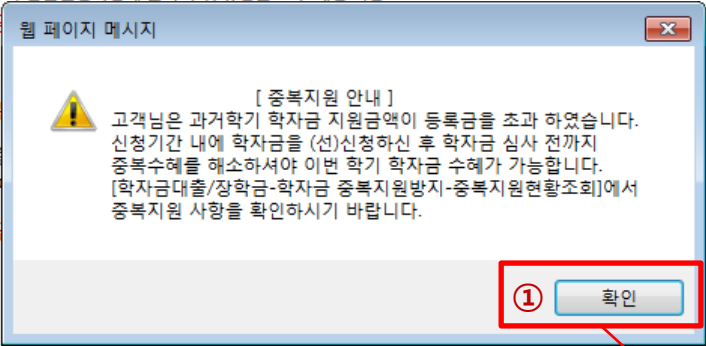 웹 페이지 메시지
[ 중복지원 안내 ]
고객님은 과거학기 학자금 지원금액이 등록금을 초과 하였습니다.
신청기간 내에 학자금을 (선)신청하신 후 학자금 심사 전까지
중복수혜를 해소하셔야 이번 학기 학자금 수혜가 가능합니다.
[학자금대출/장학금-학자금 중복지원방지-중복지원현황조회]에서
중복지원 사항을 확인하시기 바랍니다.
① 확인